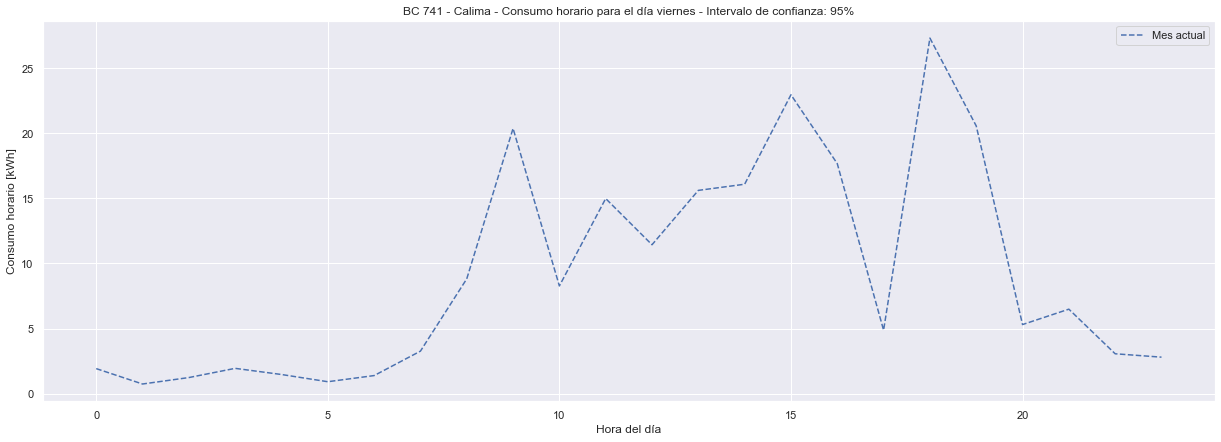 BC 741 - Calima - Consumo horario para el día viernes - Intervalo de confianza: 95%
Mes actual
Consumo horario [kWh]
25
20
15
10
5
0
0 5 10 15 20
Hora del día